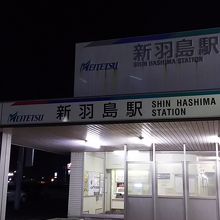 MEITETSU 新羽島駅
SHIN HASHIMA STATION
MEITETSU 新羽島駅 SHIN HASHIMA
STATION